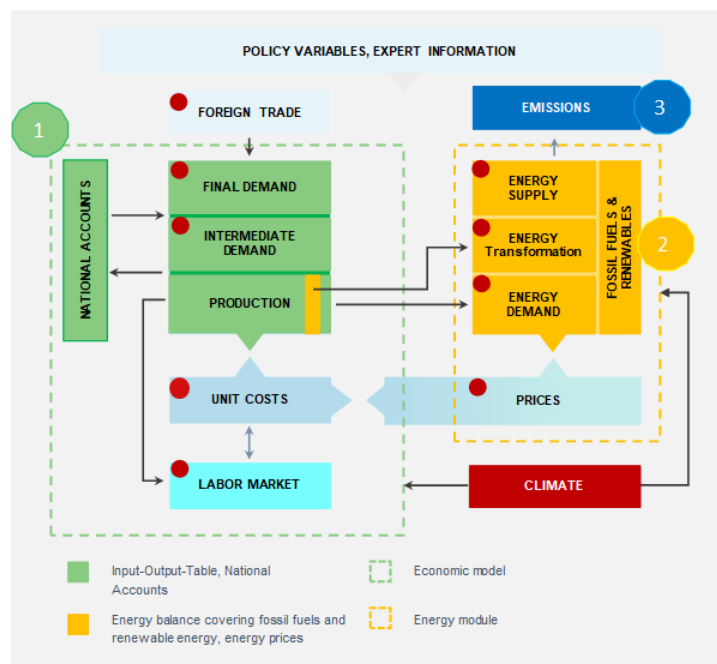 POLICY VARIABLES, EXPERT INFORMATION
FOREIGN TRADE
EMISSIONS
3
1
NATIONAL ACCOUNTS
FINAL DEMAND
INTERMEDIATE
DEMAND
PRODUCTION
ENERGY
SUPPLY
ENERGY
Transformation
ENERGY
DEMAND
FOSSIL FUELS &
RENEWABLES
2
UNIT COSTS
PRICES
LABOR MARKET
CLIMATE
Input-Output-Table, National
Accounts
Economic model
Energy balance covering fossil fuels and
renewable energy, energy prices
Energy module